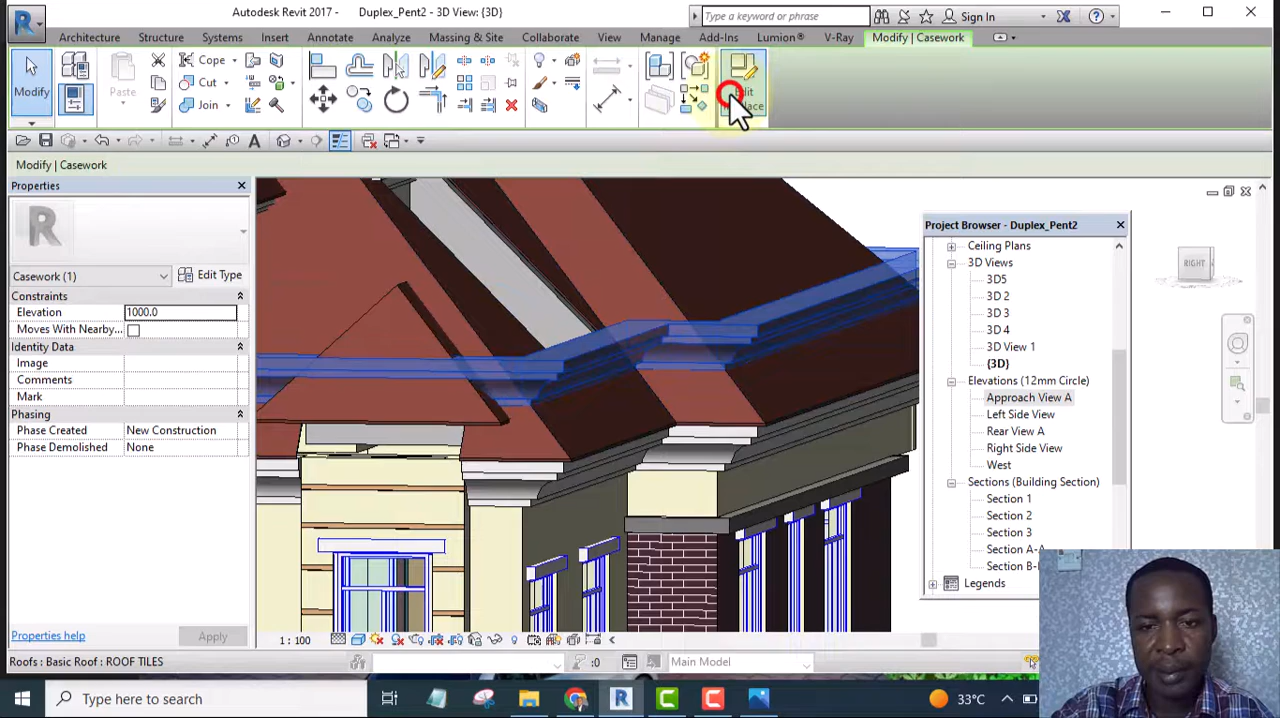 Autodesk Revit 2017 -
Duplex_Pent2 - 3D View: {3D}
Type a keyword or phrase
Sign In
Architecture
Structure
Systems
Insert
Annotate
Analyze
Massing & Site
Collaborate
View
Manage
Add-Ins
Lumion®
V-Ray
Modify | Casework
Modify
Paste
Cope
Cut
Join
Edit
Modify | Casework
Properties
Casework (1)
Edit Type
Constraints
Elevation
1000.0
Moves With Nearby...
Identity Data
Image
Comments
Mark
Phasing
Phase Created
New Construction
Phase Demolished
None
Properties help
Apply
Project Browser - Duplex_Pent2
Ceiling Plans
3D Views
3D5
3D 2
3D 3
3D 4
3D View 1
{3D}
Elevations (12mm Circle)
Approach View A
Left Side View
Rear View A
Right Side View
West
Sections (Building Section)
Section 1
Section 2
Section 3
Section A-A
Section B-
Legends
RIGHT
1 : 100
Roofs : Basic Roof : ROOF TILES
:0
Main Model
Type here to search
33°C